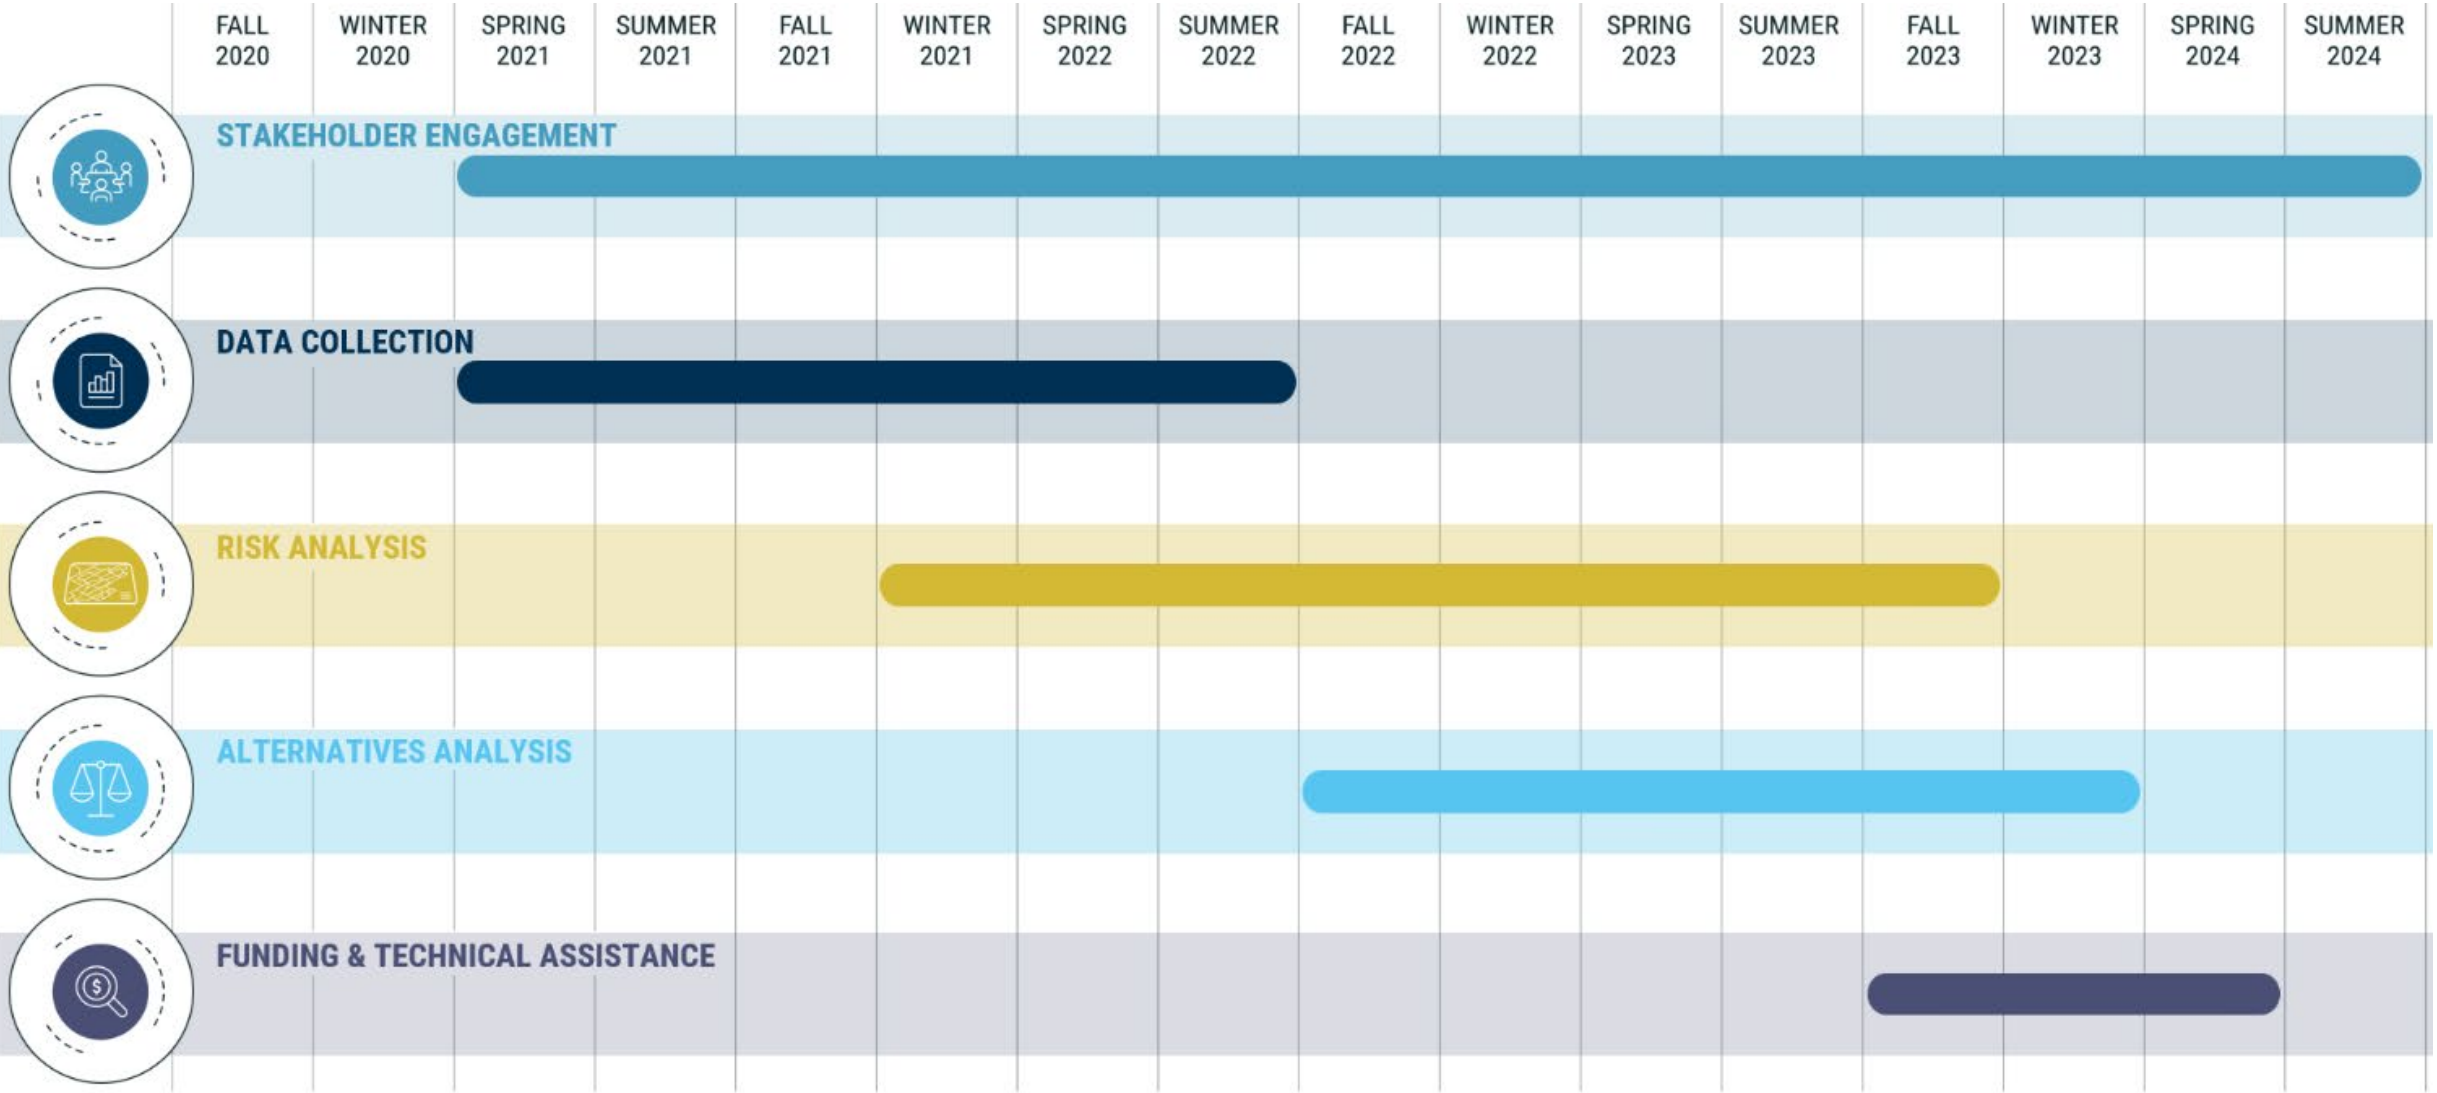 FALL WINTER SPRING SUMMER FALL WINTER SPRING SUMMER FALL WINTER SPRING SUMMER FALL WINTER SPRING SUMMER
2020 2020 2021 2021 2021 2021 2022 2022 2022 2022 2023 2023 2023 2023 2024 2024
STAKEHOLDER ENGAGEMENT
DATA COLLECTION
RISK ANALYSIS
ALTERNATIVES ANALYSIS
FUNDING & TECHNICAL ASSISTANCE
$